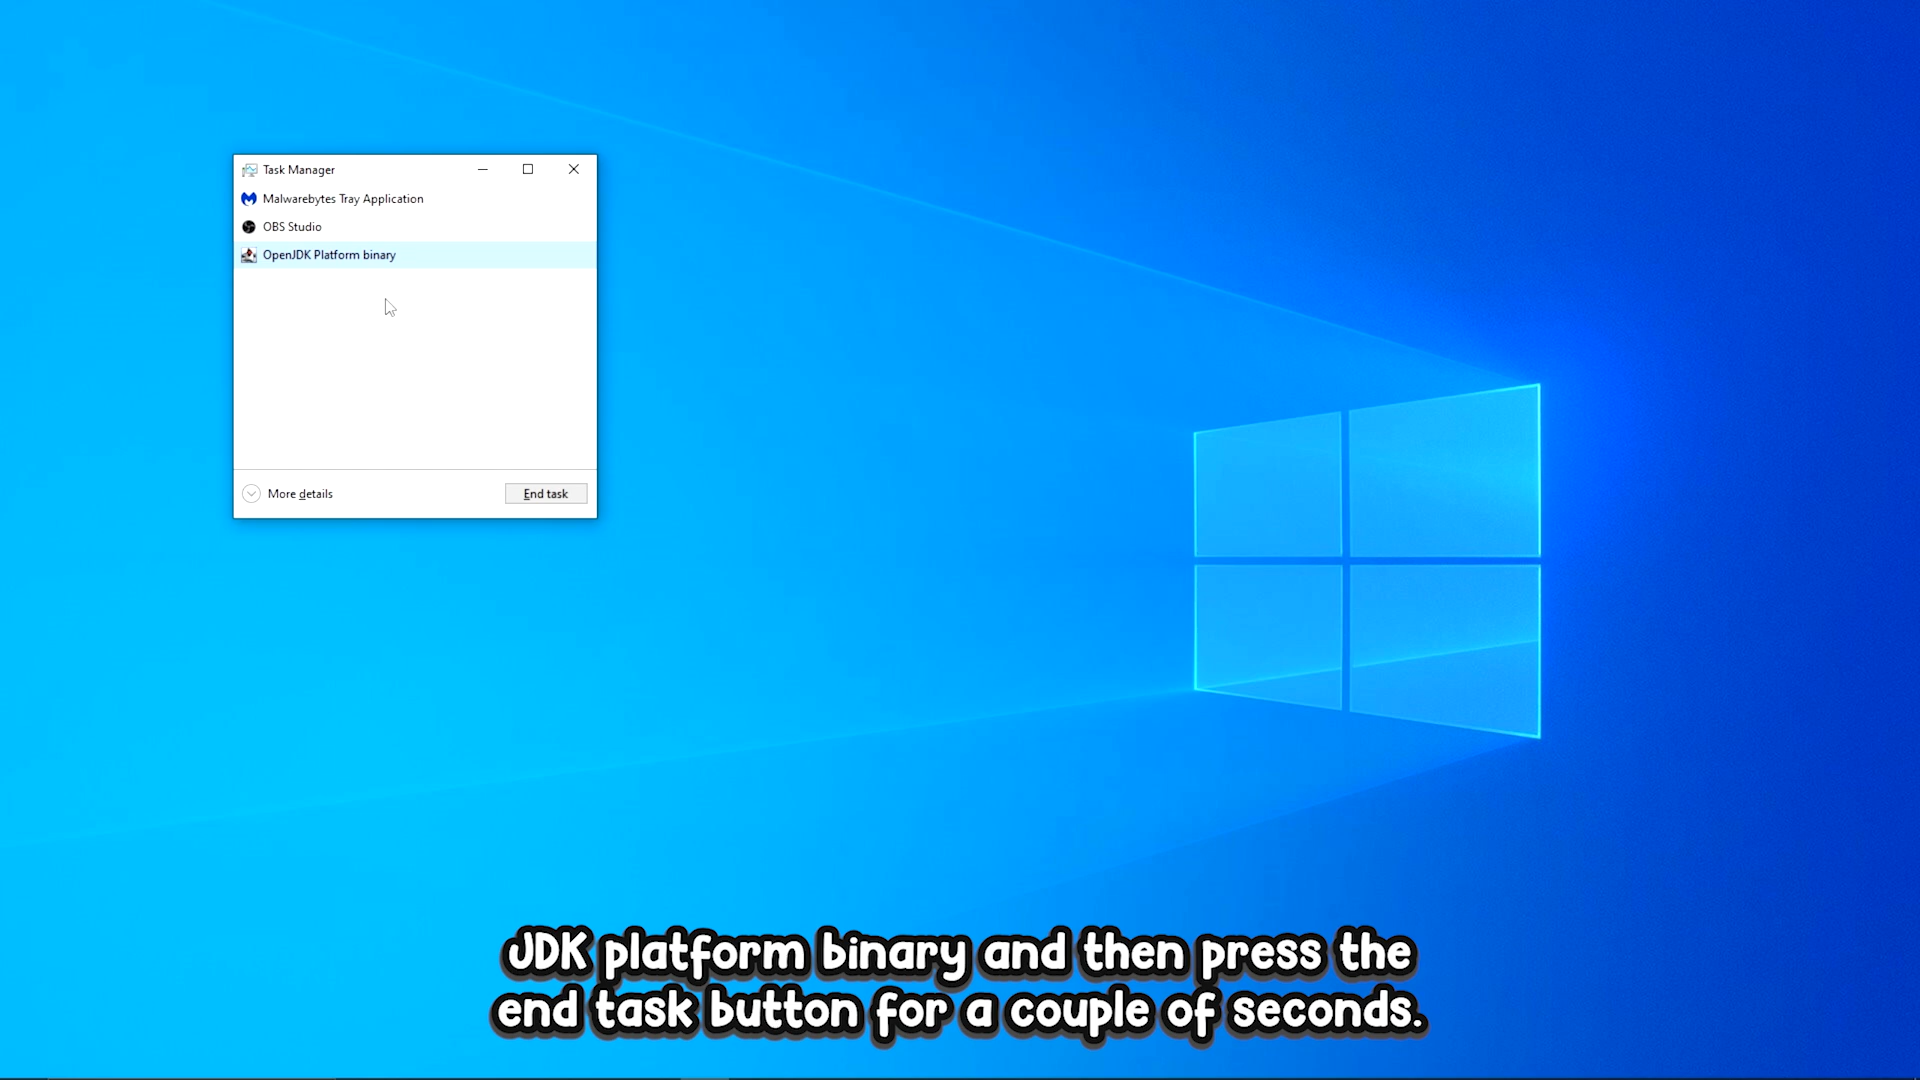 Task Manager
Malwarebytes Tray Application
OBS Studio
OpenJDK Platform binary
More details
End task
JDK platform binary and then press the
end task button for a couple of seconds.